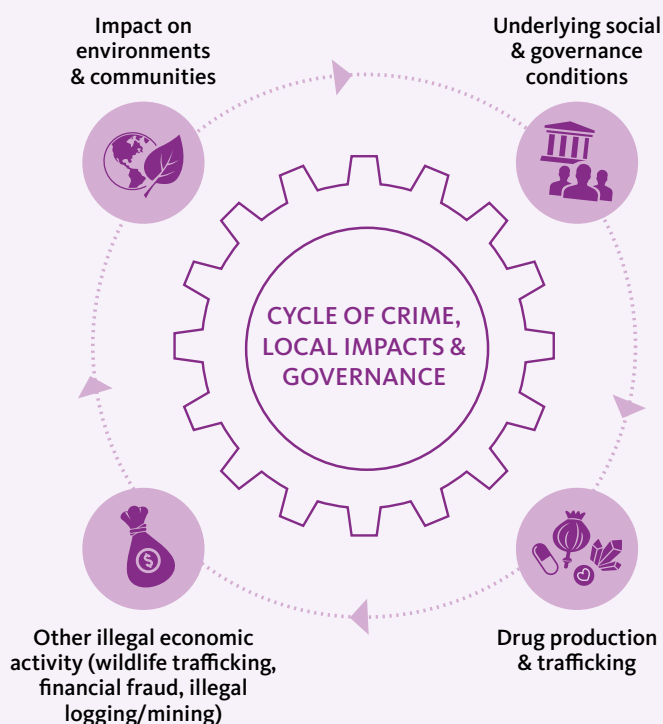 Impact on
environments
& communities
Underlying social
& governance
conditions
CYCLE OF CRIME,
LOCAL IMPACTS &
GOVERNANCE
$
Other illegal economic
activity (wildlife trafficking,
financial fraud, illegal
logging/mining)
Drug production
& trafficking